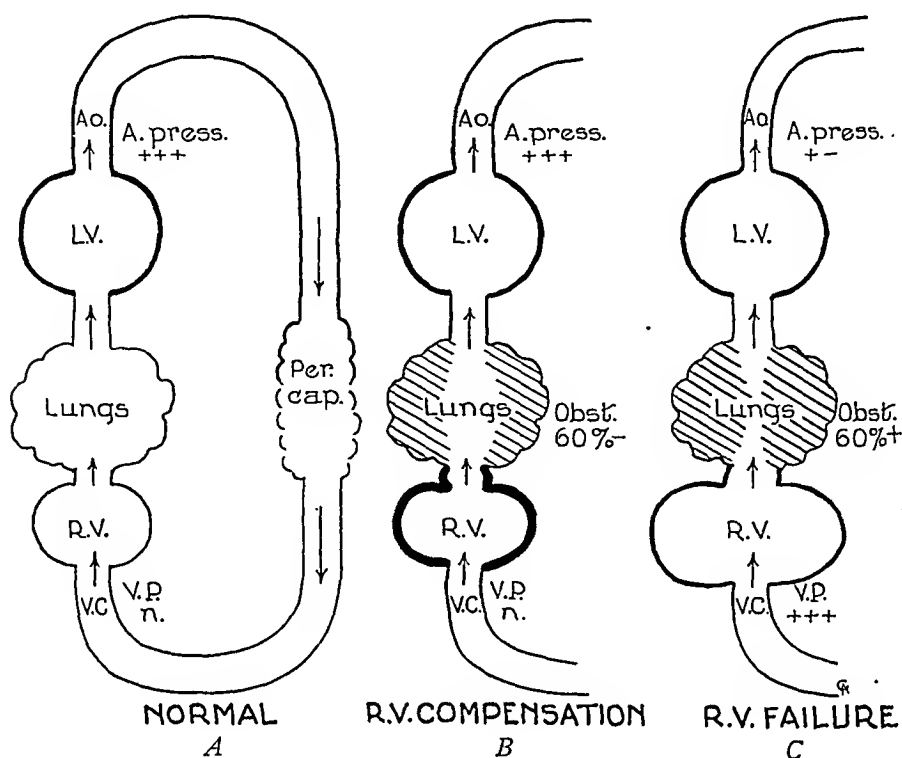 Ao.
A. press.
+++
L.V.
Lungs
Per.
cap.
R.V.
V.C
V.P.
n.
NORMAL
A
Ao.
A. press.
+++
L.V.
Lungs
Obst.
60%-
R.V.
V.C.
V.P.
n.
R.V. COMPENSATION
B
Ao.
A. press.
+-
L.V.
Lungs
Obst.
60%+
R.V.
V.C.
V.P.
+++
R.V. FAILURE
C